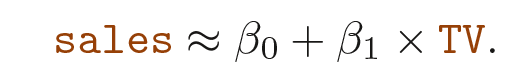 sales ≈ β₀ + β₁ × TV.